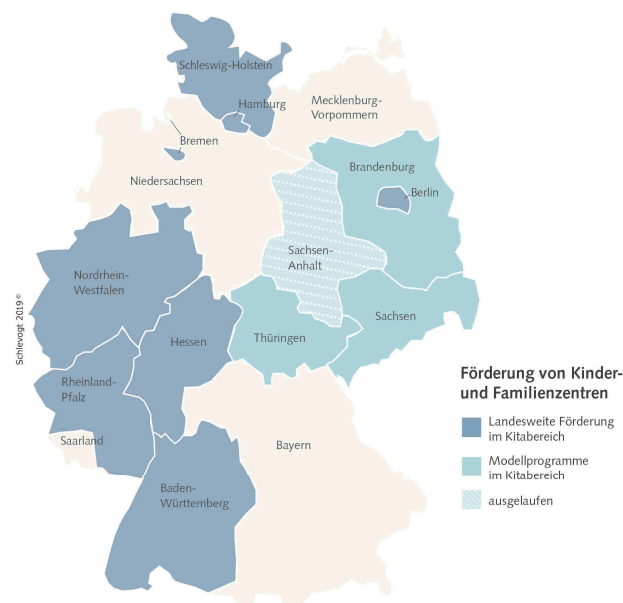 Schleswig-Holstein
Hamburg
Mecklenburg-
Vorpommern
Bremen
Niedersachsen
Brandenburg
Berlin
Sachsen-
Anhalt
Nordrhein-
Westfalen
Schlevogt 2019©
Hessen
Thüringen
Sachsen
Rheinland-
Pfalz
Saarland
Bayern
Baden-
Württemberg
Förderung von Kinder-
und Familienzentren
Landesweite Förderung
im Kitabereich
Modellprogramme
im Kitabereich
ausgelaufen